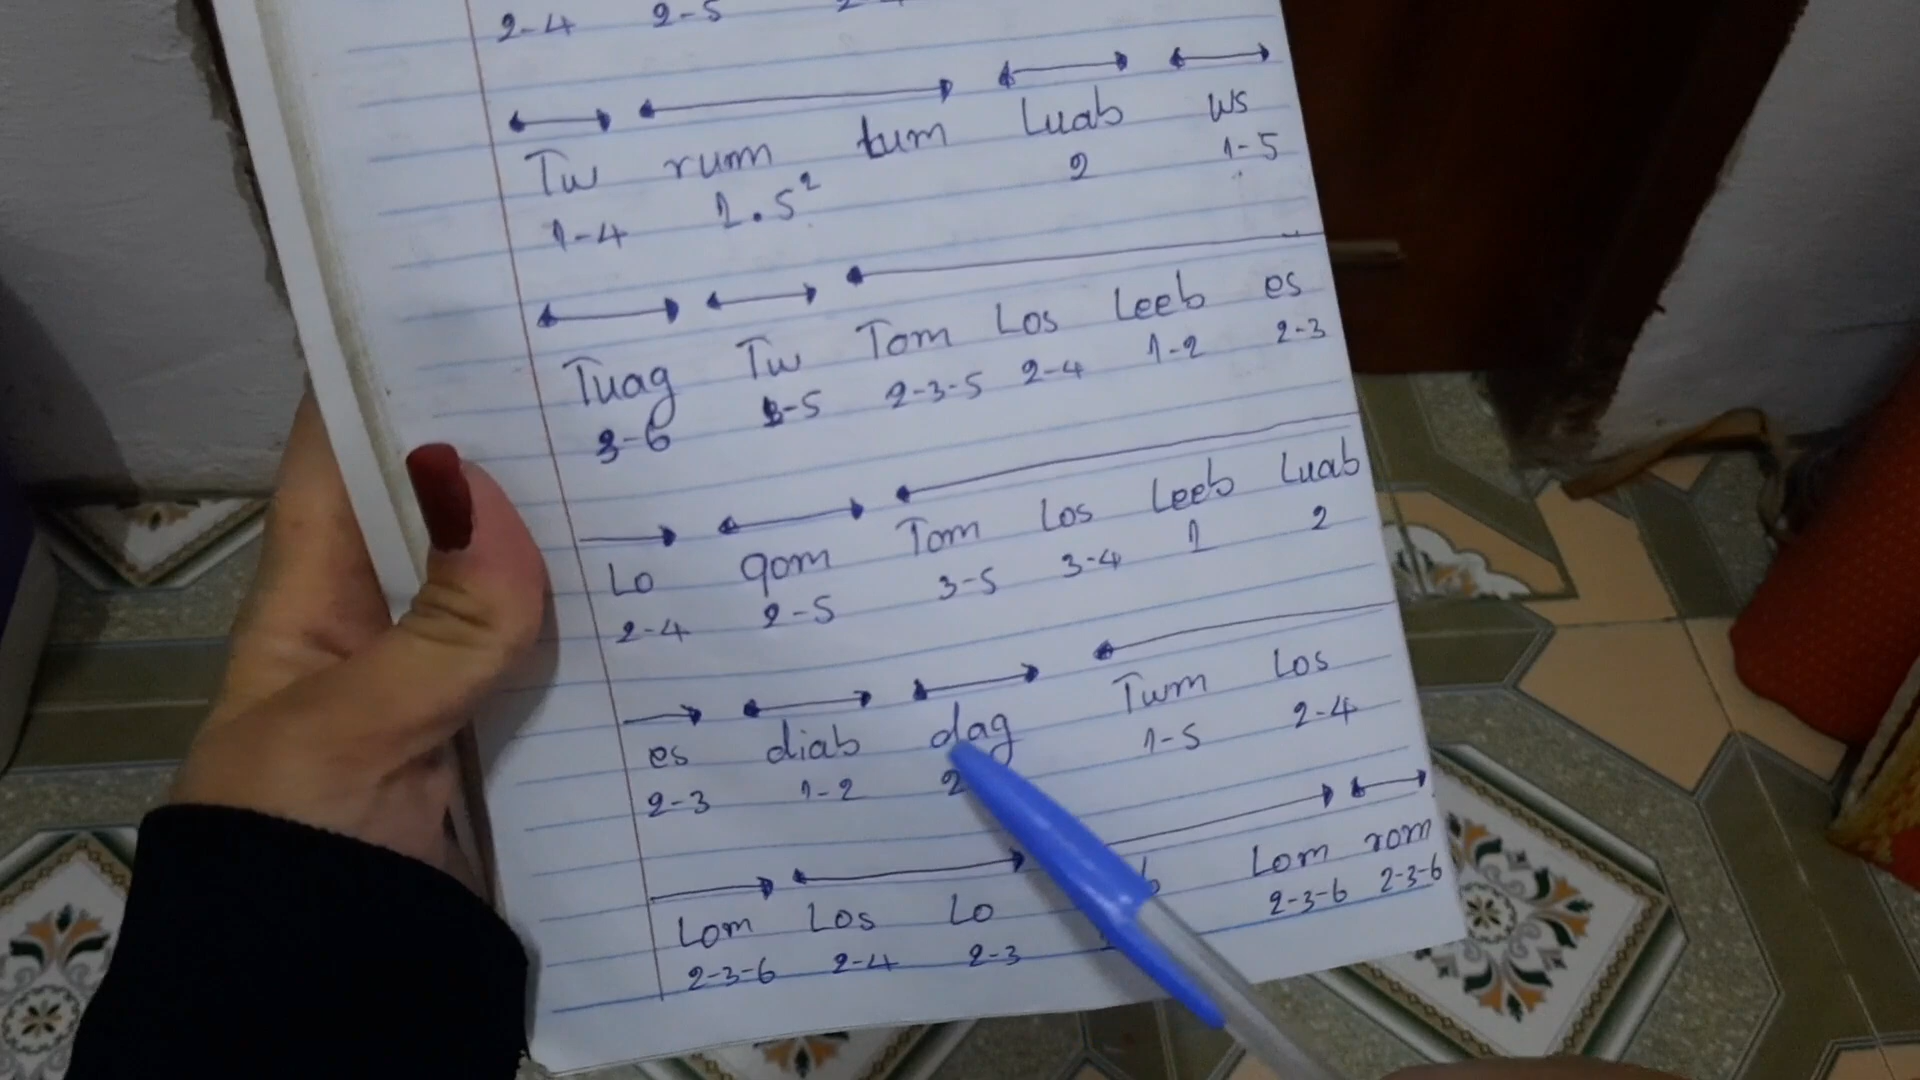 2-4 2-5
Tw rum tum Luab ws
1-4 1.5² 2 1-5
Tuag Tw Tom Los Leeb es
3-6 1-5 2-3-5 2-4 1-2 2-3
Lo qom Tom Los Leeb Luab
2-4 2-5 3-5 3-4 1 2
es diab dag Twm Los
2-3 1-2 2 1-5 2-4
Lom Los Lo Lom rom
2-3-6 2-4 2-3 2-3-6 2-3-6